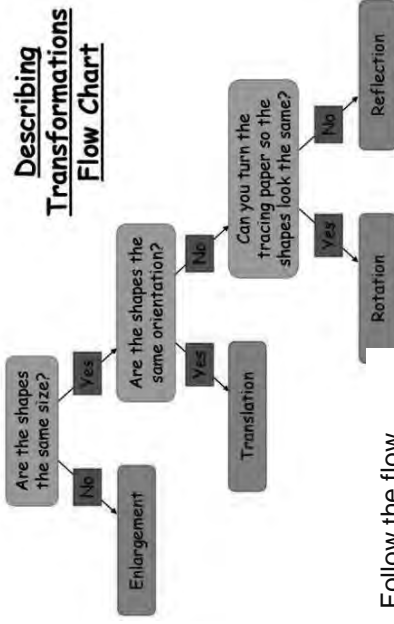 Describing
Transformations
Flow Chart
Are the shapes
the same size?
No
Yes
Enlargement
Are the shapes the
same orientation?
Yes
No
Translation
Can you turn the
tracing paper so the
shapes look the same?
Yes
No
Rotation
Reflection
Follow the flow